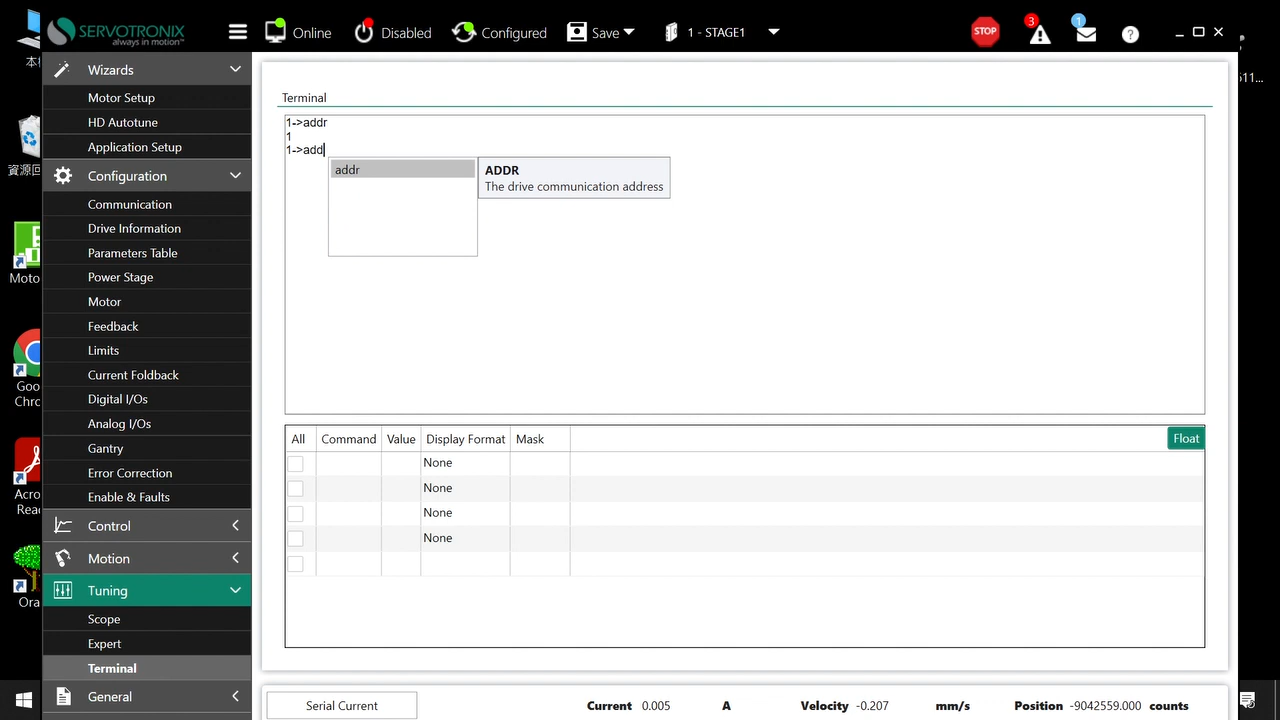 SERVOTRONIX
always in motion™
Online
Disabled
Configured
Save
1 - STAGE1
STOP
3
1
?
本
511...
資源回
Moto
Goo
Chro
Acro
Rea
Ora
Wizards
Motor Setup
HD Autotune
Application Setup
Configuration
Communication
Drive Information
Parameters Table
Power Stage
Motor
Feedback
Limits
Current Foldback
Digital I/Os
Analog I/Os
Gantry
Error Correction
Enable & Faults
Control
Motion
Tuning
Scope
Expert
Terminal
General
Terminal
1->addr
1
1->add
addr
ADDR
The drive communication address
All Command Value Display Format Mask
Float
None
None
None
None
Serial Current
Current 0.005 A
Velocity -0.207 mm/s
Position -9042559.000 counts